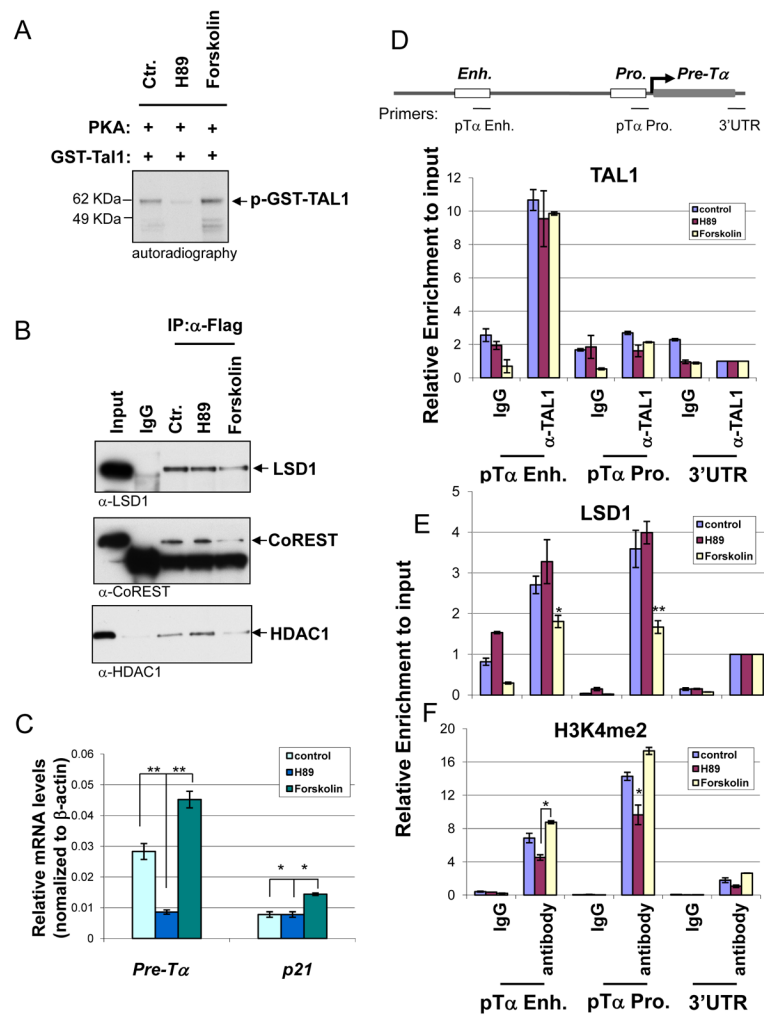 A
Ctr.
H89
Forskolin
PKA: + + +
GST-Tal1: + + +
62 KDa
49 KDa
p-GST-TAL1
autoradiography
B
IP:α-Flag
Input
IgG
Ctr.
H89
Forskolin
LSD1
α-LSD1
CoREST
α-CoREST
HDAC1
α-HDAC1
C
Relative mRNA levels
(nomalized to β-actin)
0.06
0.05
0.04
0.03
0.02
0.01
0
control
H89
Forskolin
** **
* *
Pre-Tα
p21
D
Enh.
Pro.
Pre-Tα
Primers:
pTα Enh.
pTα Pro.
3'UTR
TAL1
Relative Enrichment to input
12
10
8
6
4
2
0
control
H89
Forskolin
IgG
α-TAL1
IgG
α-TAL1
IgG
α-TAL1
pTα Enh.
pTα Pro.
3'UTR
E
LSD1
Relative Enrichment to input
5
4
3
2
1
0
control
H89
Forskolin
*
**
F
H3K4me2
20
16
12
8
4
0
control
H89
Forskolin
*
*
IgG
antibody
IgG
antibody
IgG
antibody
pTα Enh.
pTα Pro.
3'UTR